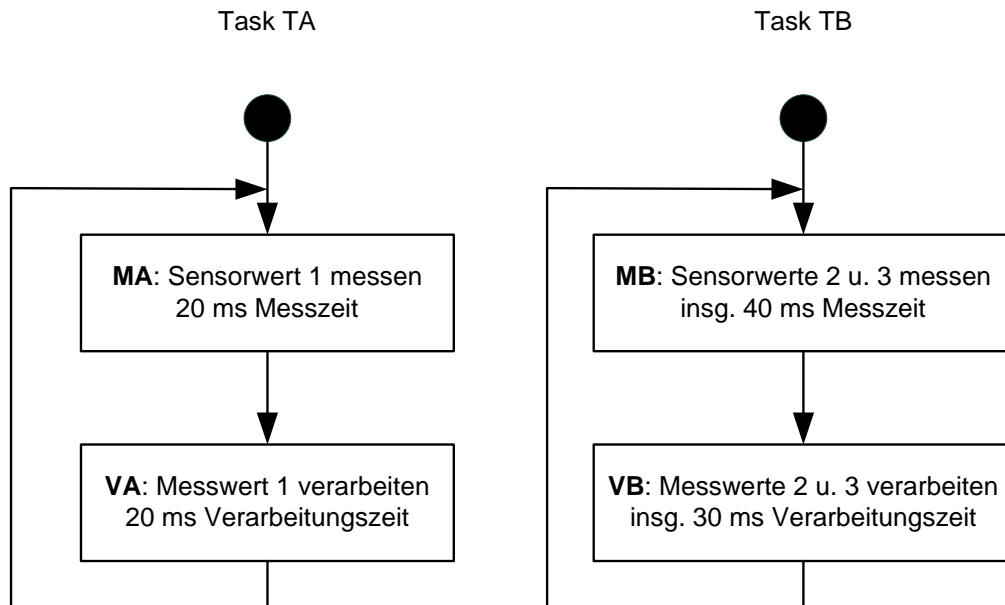 Task TA
Task TB
MA: Sensorwert 1 messen
20 ms Messzeit
MB: Sensorwerte 2 u. 3 messen
insg. 40 ms Messzeit
VA: Messwert 1 verarbeiten
20 ms Verarbeitungszeit
VB: Messwerte 2 u. 3 verarbeiten
insg. 30 ms Verarbeitungszeit